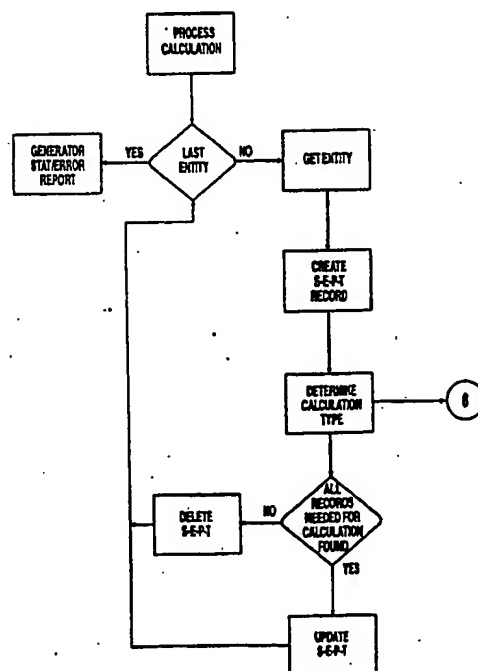 PROCESS
CALCULATION
GENERATOR
STAT/ERROR
REPORT
YES
LAST
ENTITY
NO
GET ENTITY
CREATE
S-E-P-T
RECORD
DETERMINE
CALCULATION
TYPE
6
ALL
RECORDS
NEEDED FOR
CALCULATION
FOUND
NO
DELETE
S-E-P-T
YES
UPDATE
S-E-P-T